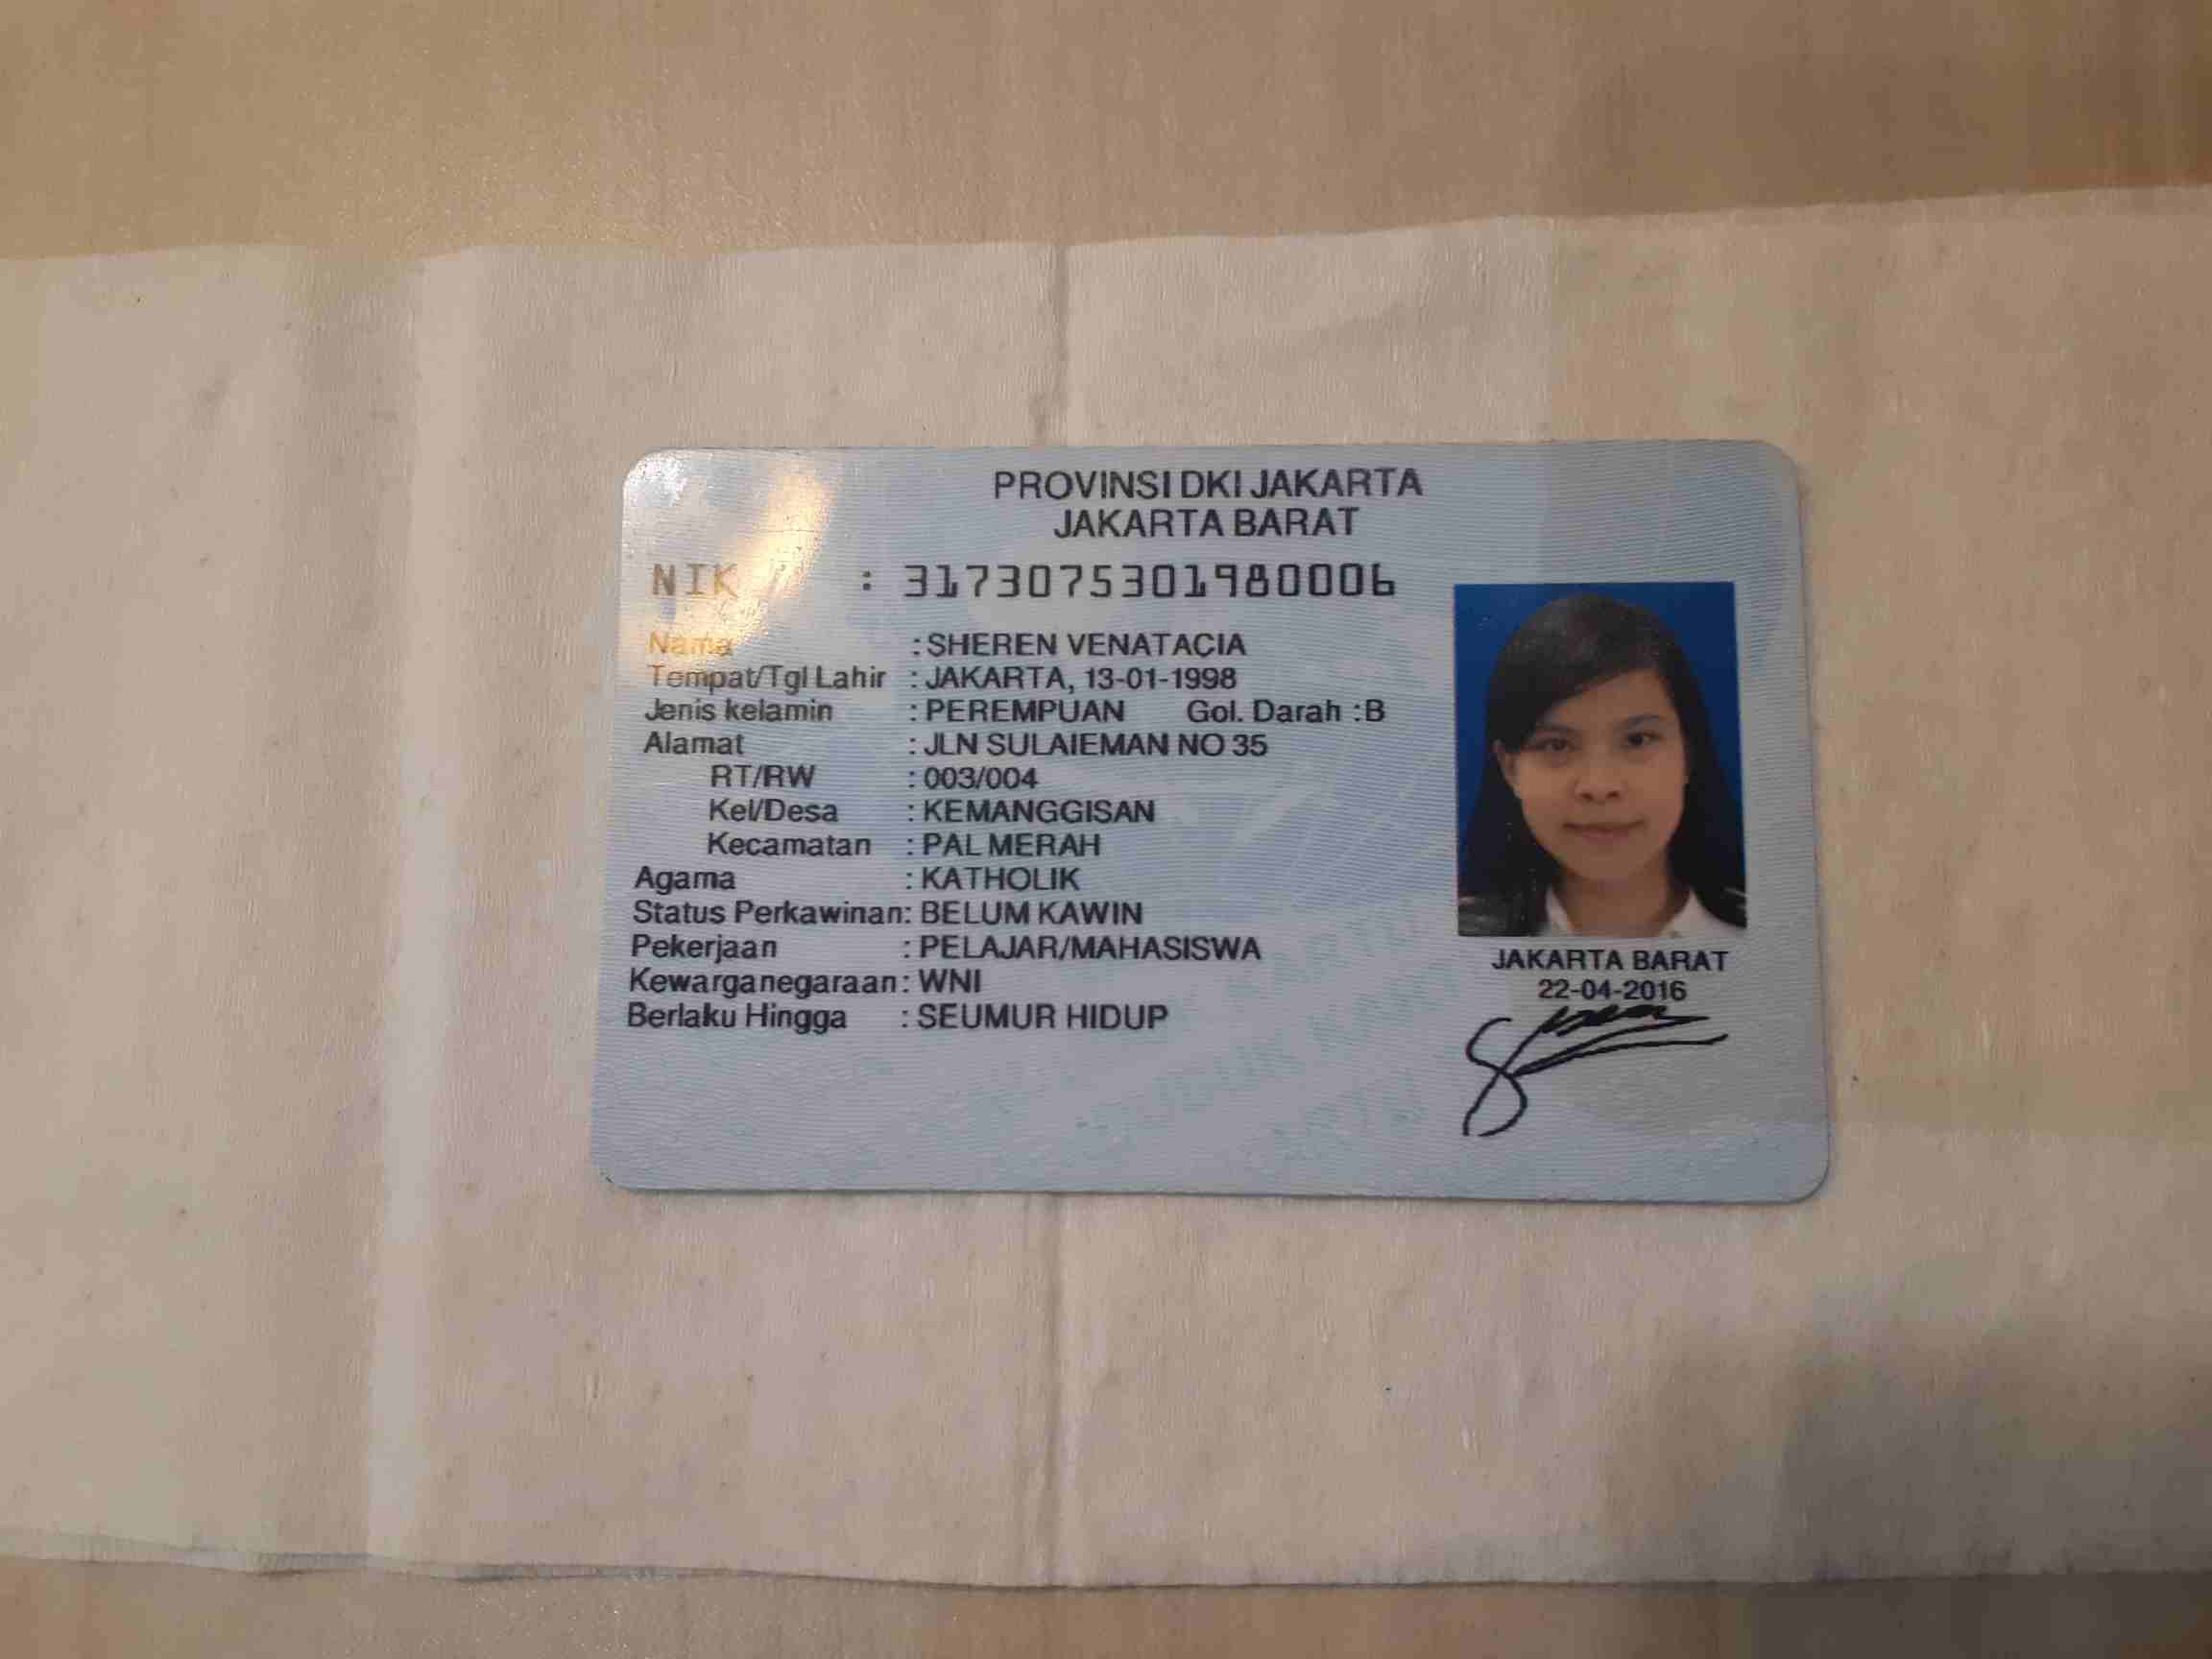 PROVINSI DKI JAKARTA
JAKARTA BARAT
NIK : 3173075301980006
Nama : SHEREN VENATACIA
Tempat/Tgl Lahir : JAKARTA, 13-01-1998
Jenis kelamin : PEREMPUAN Gol. Darah : B
Alamat : JLN SULAIEMAN NO 35
RT/RW : 003/004
Kel/Desa : KEMANGGISAN
Kecamatan : PAL MERAH
Agama : KATHOLIK
Status Perkawinan: BELUM KAWIN
Pekerjaan : PELAJAR/MAHASISWA
Kewarganegaraan: WNI
Berlaku Hingga : SEUMUR HIDUP
JAKARTA BARAT
22-04-2016